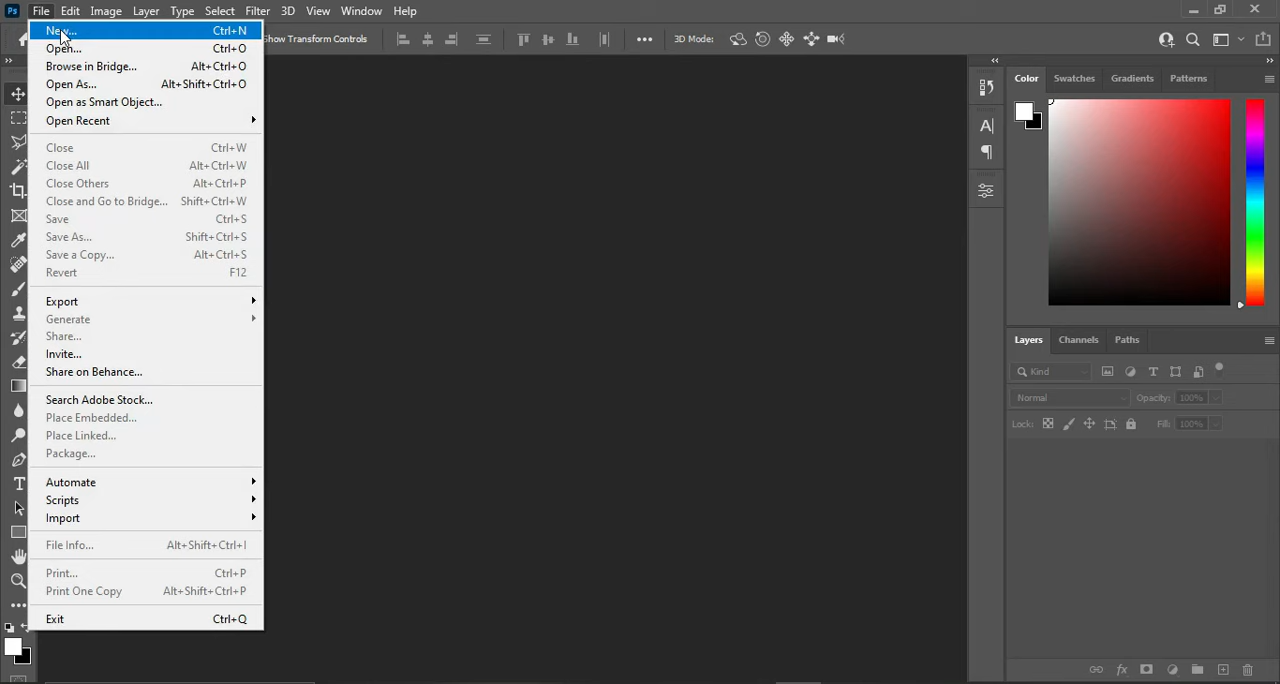 Ps File Edit Image Layer Type Select Filter 3D View Window Help
Show Transform Controls 3D Mode:
New... Ctrl+N
Open... Ctrl+O
Browse in Bridge... Alt+Ctrl+O
Open As... Alt+Shift+Ctrl+O
Open as Smart Object...
Open Recent
Close Ctrl+W
Close All Alt+Ctrl+W
Close Others Alt+Ctrl+P
Close and Go to Bridge... Shift+Ctrl+W
Save Ctrl+S
Save As... Shift+Ctrl+S
Save a Copy... Alt+Ctrl+S
Revert F12
Export
Generate
Share...
Invite...
Share on Behance...
Search Adobe Stock...
Place Embedded...
Place Linked...
Package...
Automate
Scripts
Import
File Info... Alt+Shift+Ctrl+I
Print... Ctrl+P
Print One Copy Alt+Shift+Ctrl+P
Exit Ctrl+Q
Color Swatches Gradients Patterns
Layers Channels Paths
Kind
Normal Opacity: 100%
Lock: Fill: 100%